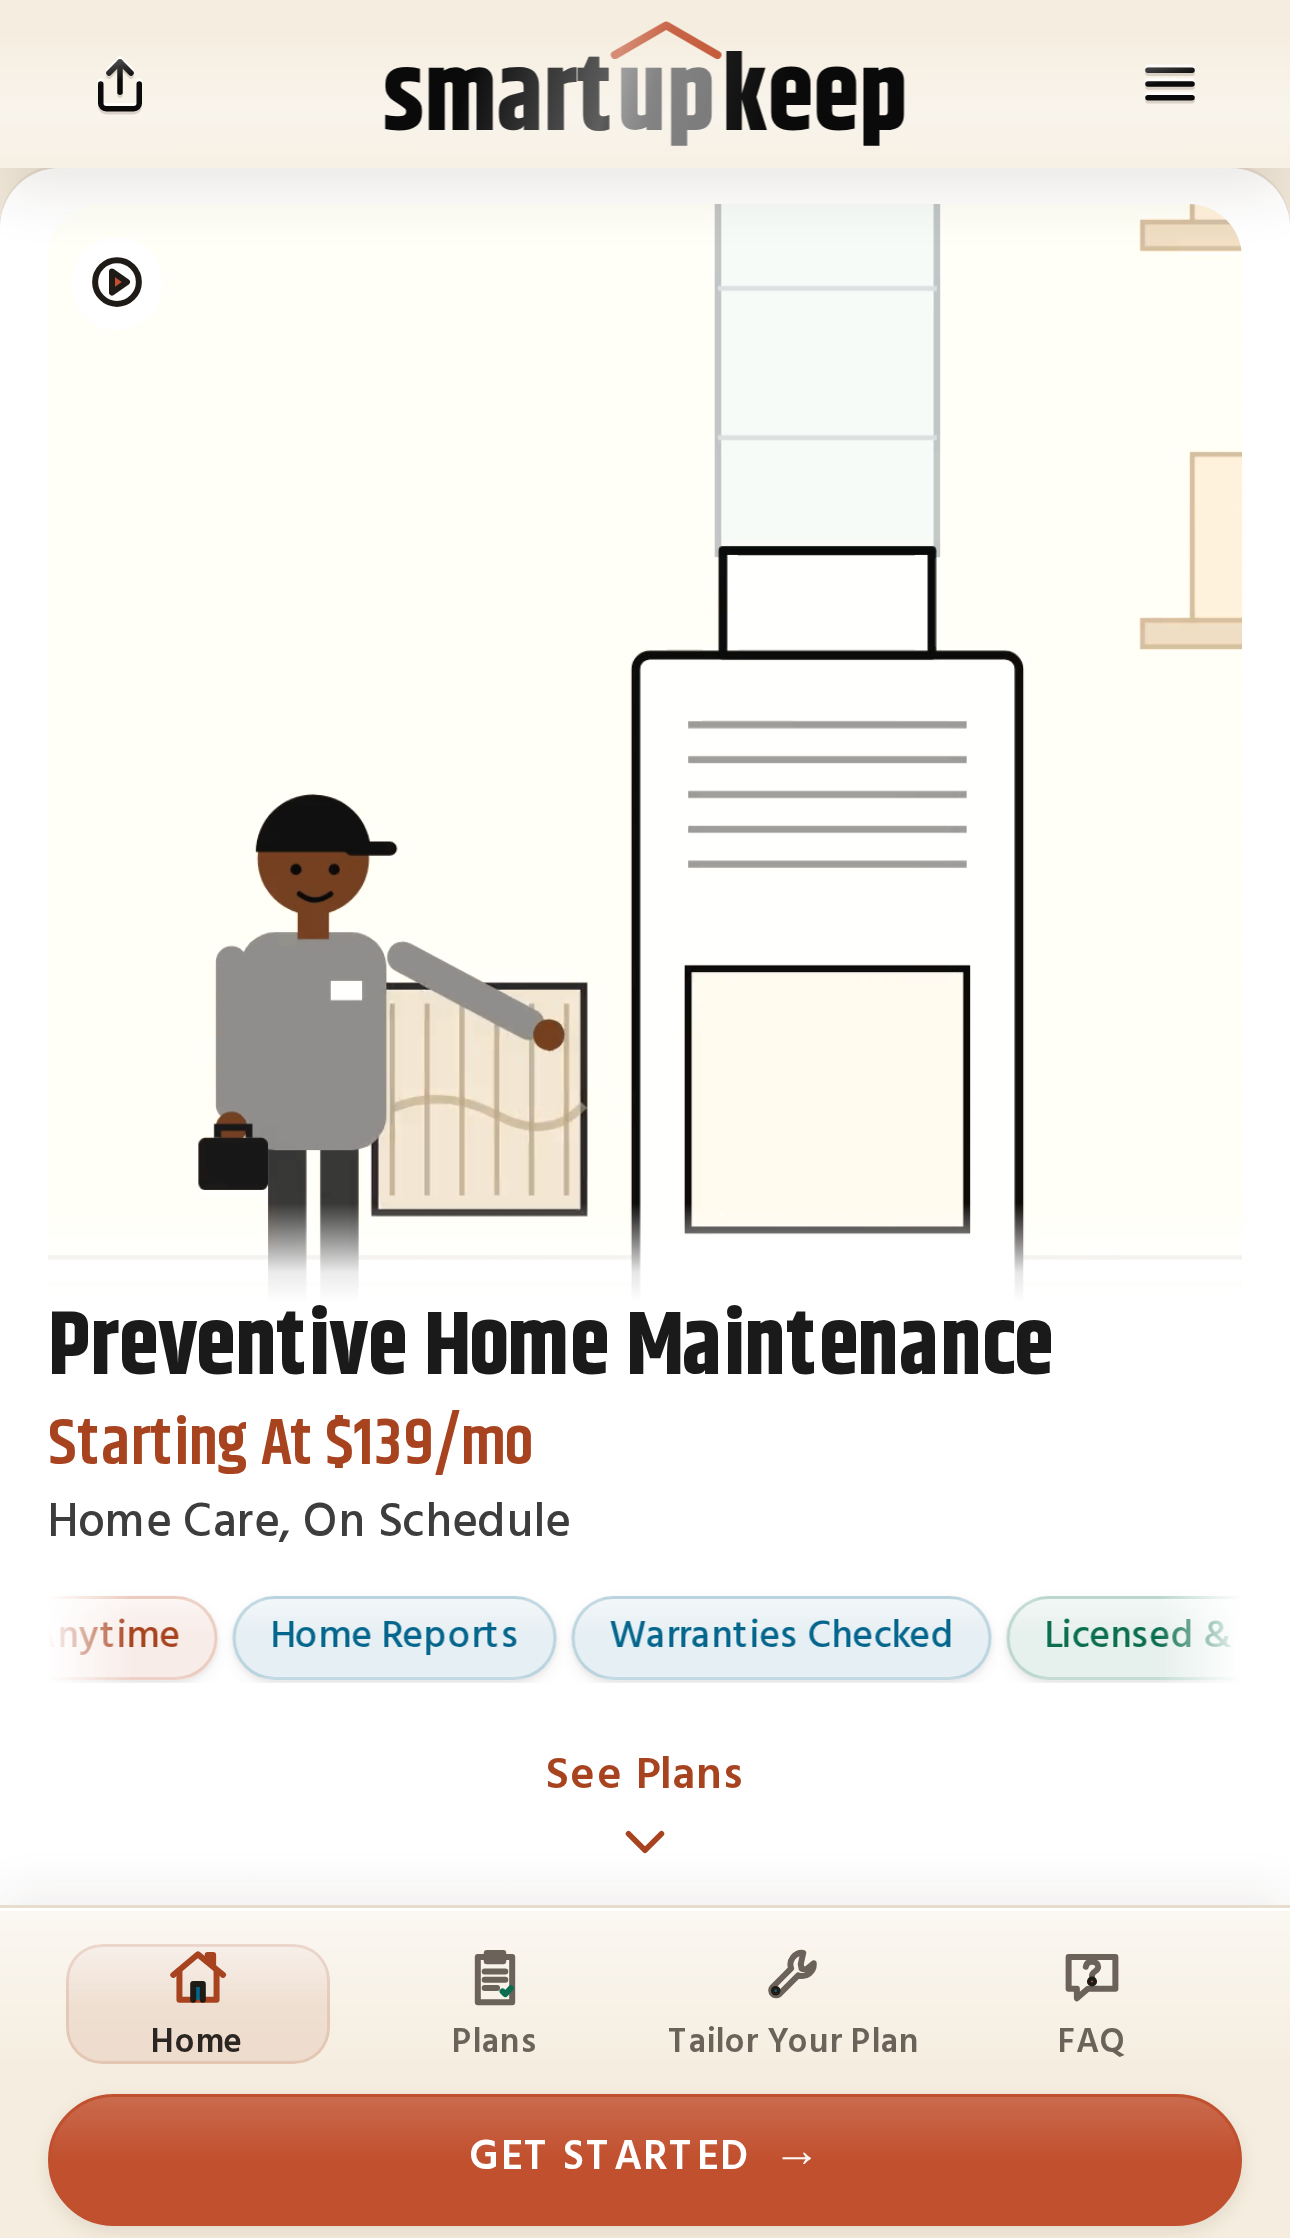 smartupkeep
Preventive Home Maintenance
Starting At $139/mo
Home Care, On Schedule
Home Reports Warranties Checked Licensed &
See Plans
Home Plans Tailor Your Plan FAQ
GET STARTED →